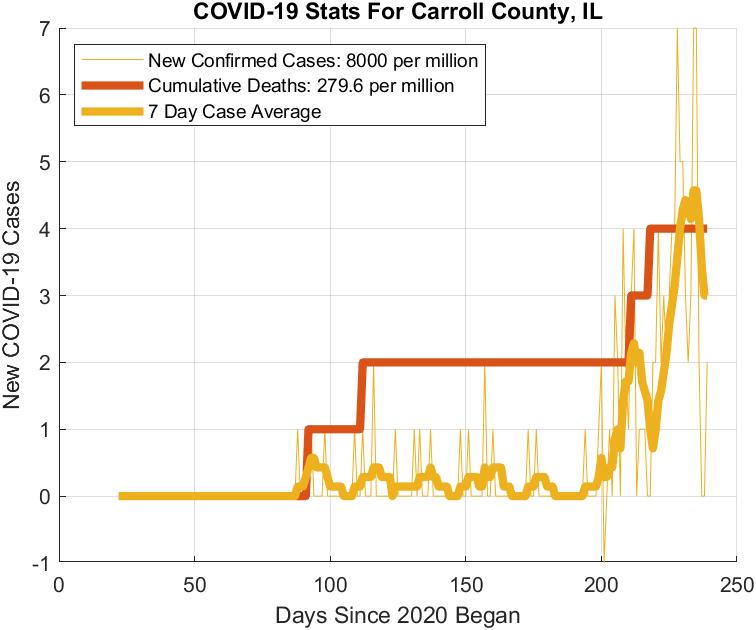 COVID-19 Stats For Carroll County, IL
New Confirmed Cases: 8000 per million
Cumulative Deaths: 279.6 per million
7 Day Case Average
New COVID-19 Cases
7
6
5
4
3
2
1
0
-1
0 50 100 150 200 250
Days Since 2020 Began